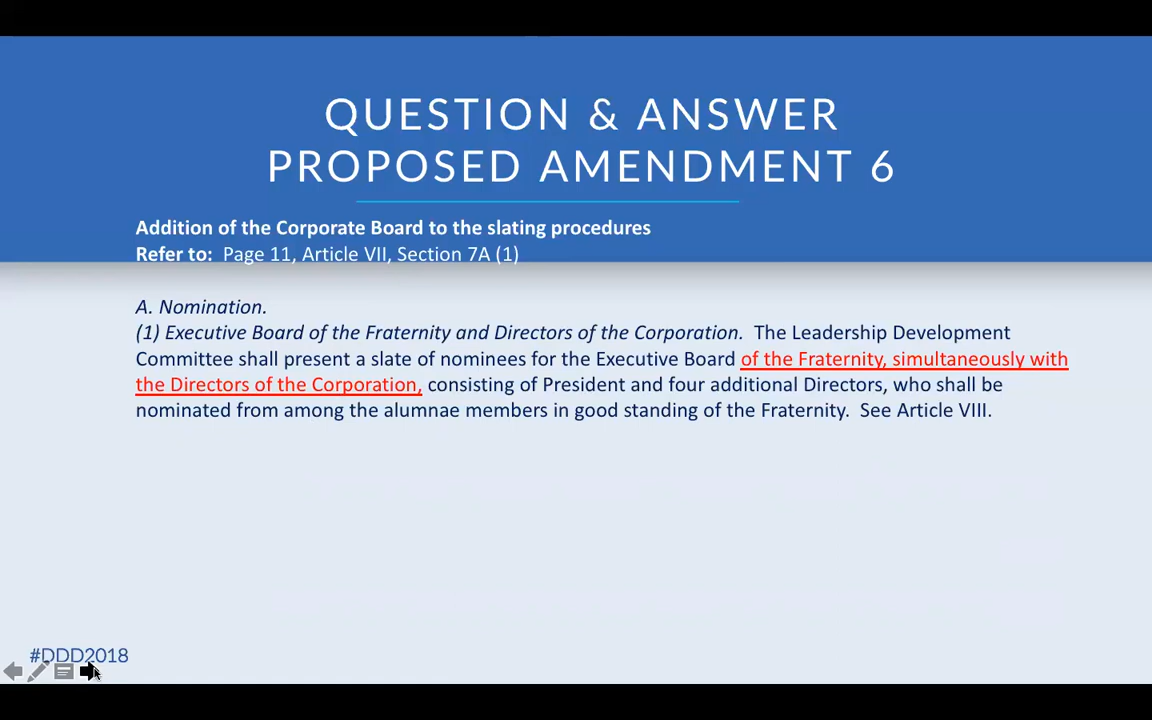 QUESTION & ANSWER
PROPOSED AMENDMENT 6
Addition of the Corporate Board to the slating procedures
Refer to: Page 11, Article VII, Section 7A (1)
A. Nomination.
(1) Executive Board of the Fraternity and Directors of the Corporation. The Leadership Development
Committee shall present a slate of nominees for the Executive Board of the Fraternity, simultaneously with
the Directors of the Corporation, consisting of President and four additional Directors, who shall be
nominated from among the alumnae members in good standing of the Fraternity. See Article VIII.
#DDD2018